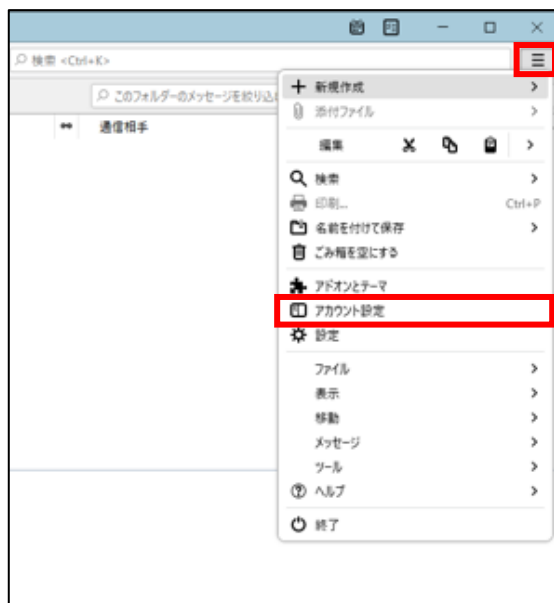 検索 <Ctrl+K>
このフォルダーのメッセージを絞り込
通信相手
新規作成
添付ファイル
編集
検索
印刷... Ctrl+P
名前を付けて保存
ごみ箱を空にする
アドオンとテーマ
アカウント設定
設定
ファイル
表示
移動
メッセージ
ツール
ヘルプ
終了